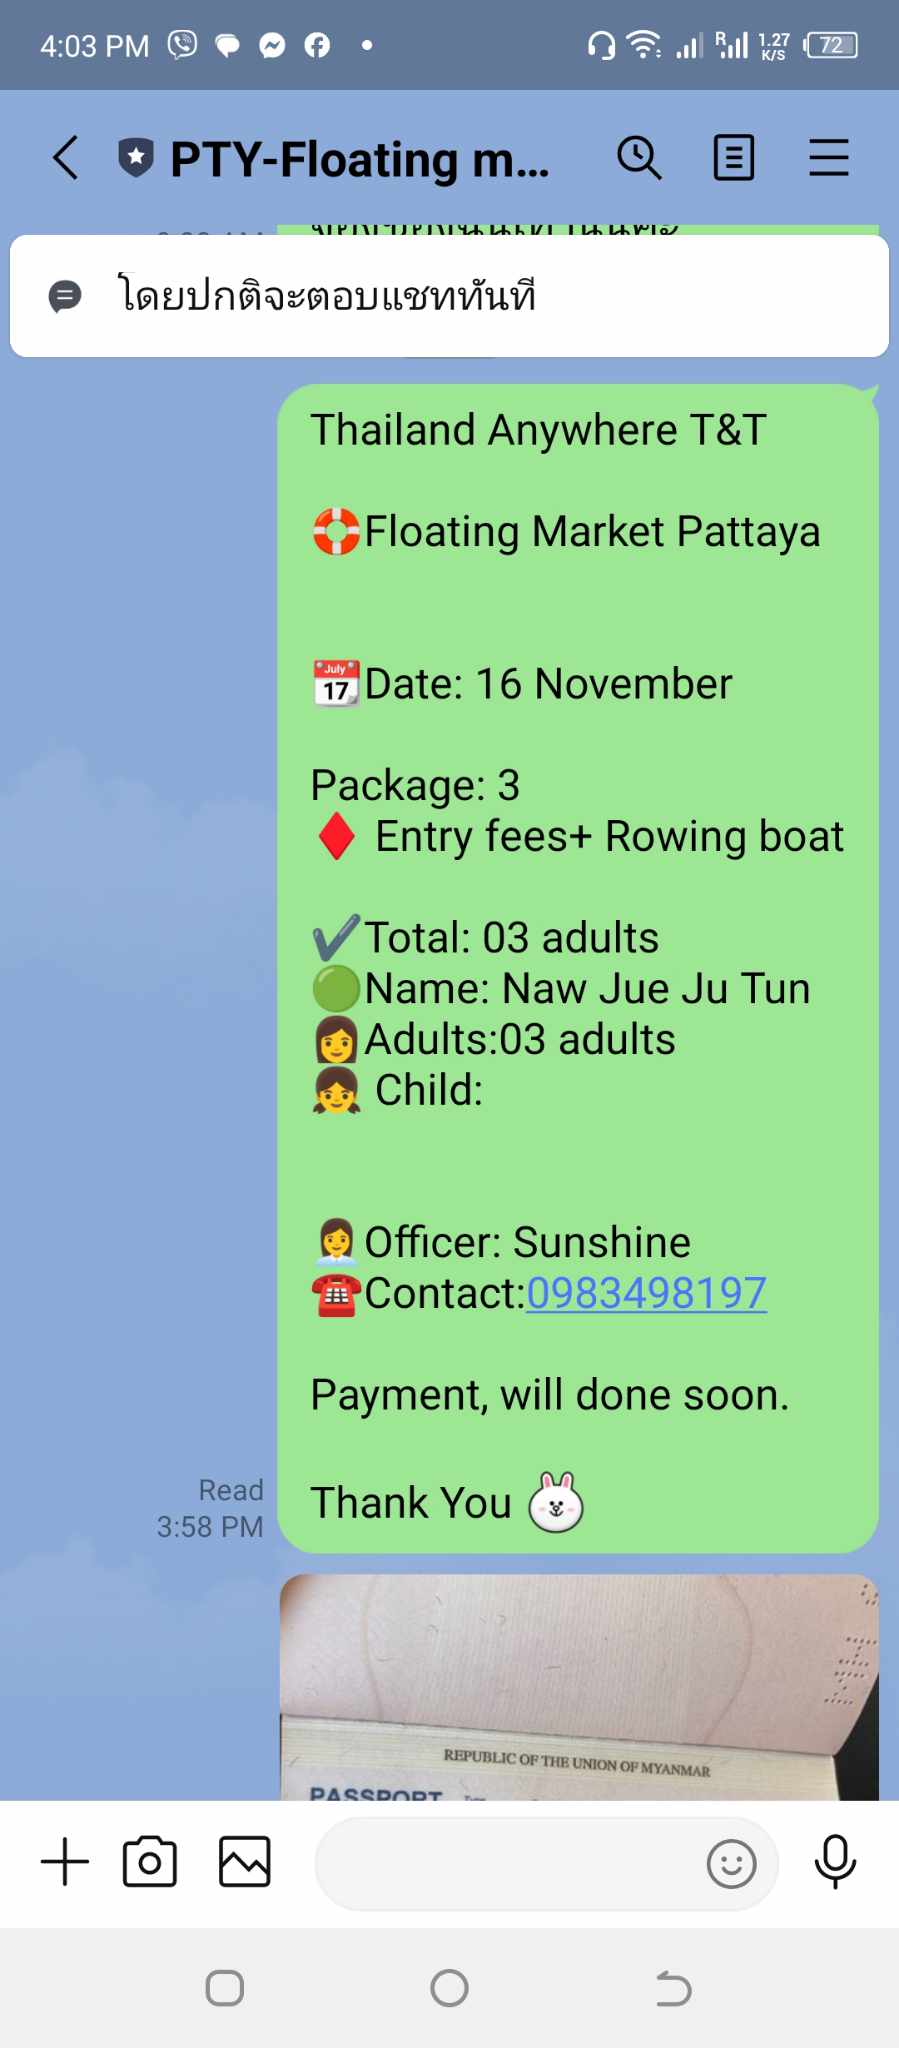 4:03 PM
R
1.27
K/S
72
PTY-Floating m...
โดยปกติจะตอบแชททันที
Thailand Anywhere T&T
Floating Market Pattaya
July
17
Date: 16 November
Package: 3
Entry fees+ Rowing boat
Total: 03 adults
Name: Naw Jue Ju Tun
Adults:03 adults
Child:
Officer: Sunshine
Contact:0983498197
Payment, will done soon.
Thank You
Read
3:58 PM
REPUBLIC OF THE UNION OF MYANMAR
PASSPORT